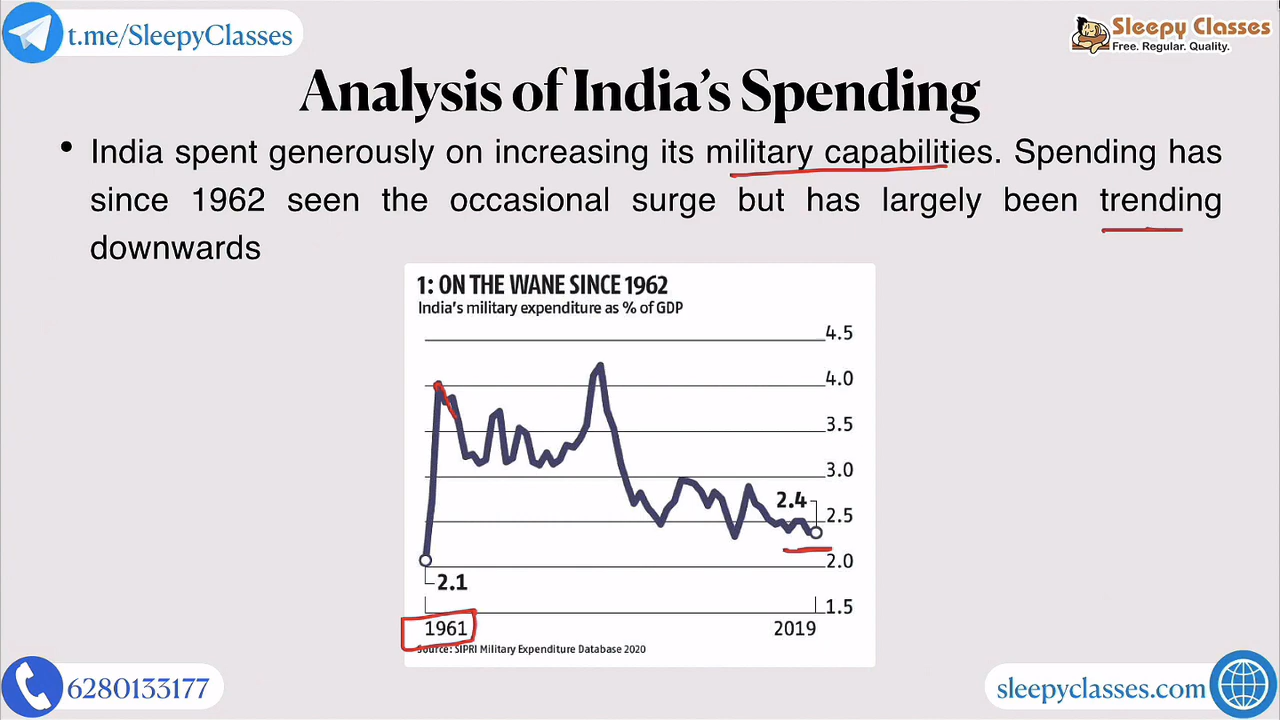 t.me/SleepyClasses
Sleepy Classes
Free. Regular. Quality.
Analysis of India's Spending
• India spent generously on increasing its military capabilities. Spending has
since 1962 seen the occasional surge but has largely been trending
downwards
1: ON THE WANE SINCE 1962
India's military expenditure as % of GDP
4.5
4.0
3.5
3.0
2.4
2.5
2.0
2.1
1.5
1961 2019
Source: SIPRI Military Expenditure Database 2020
6280133177
sleepyclasses.com